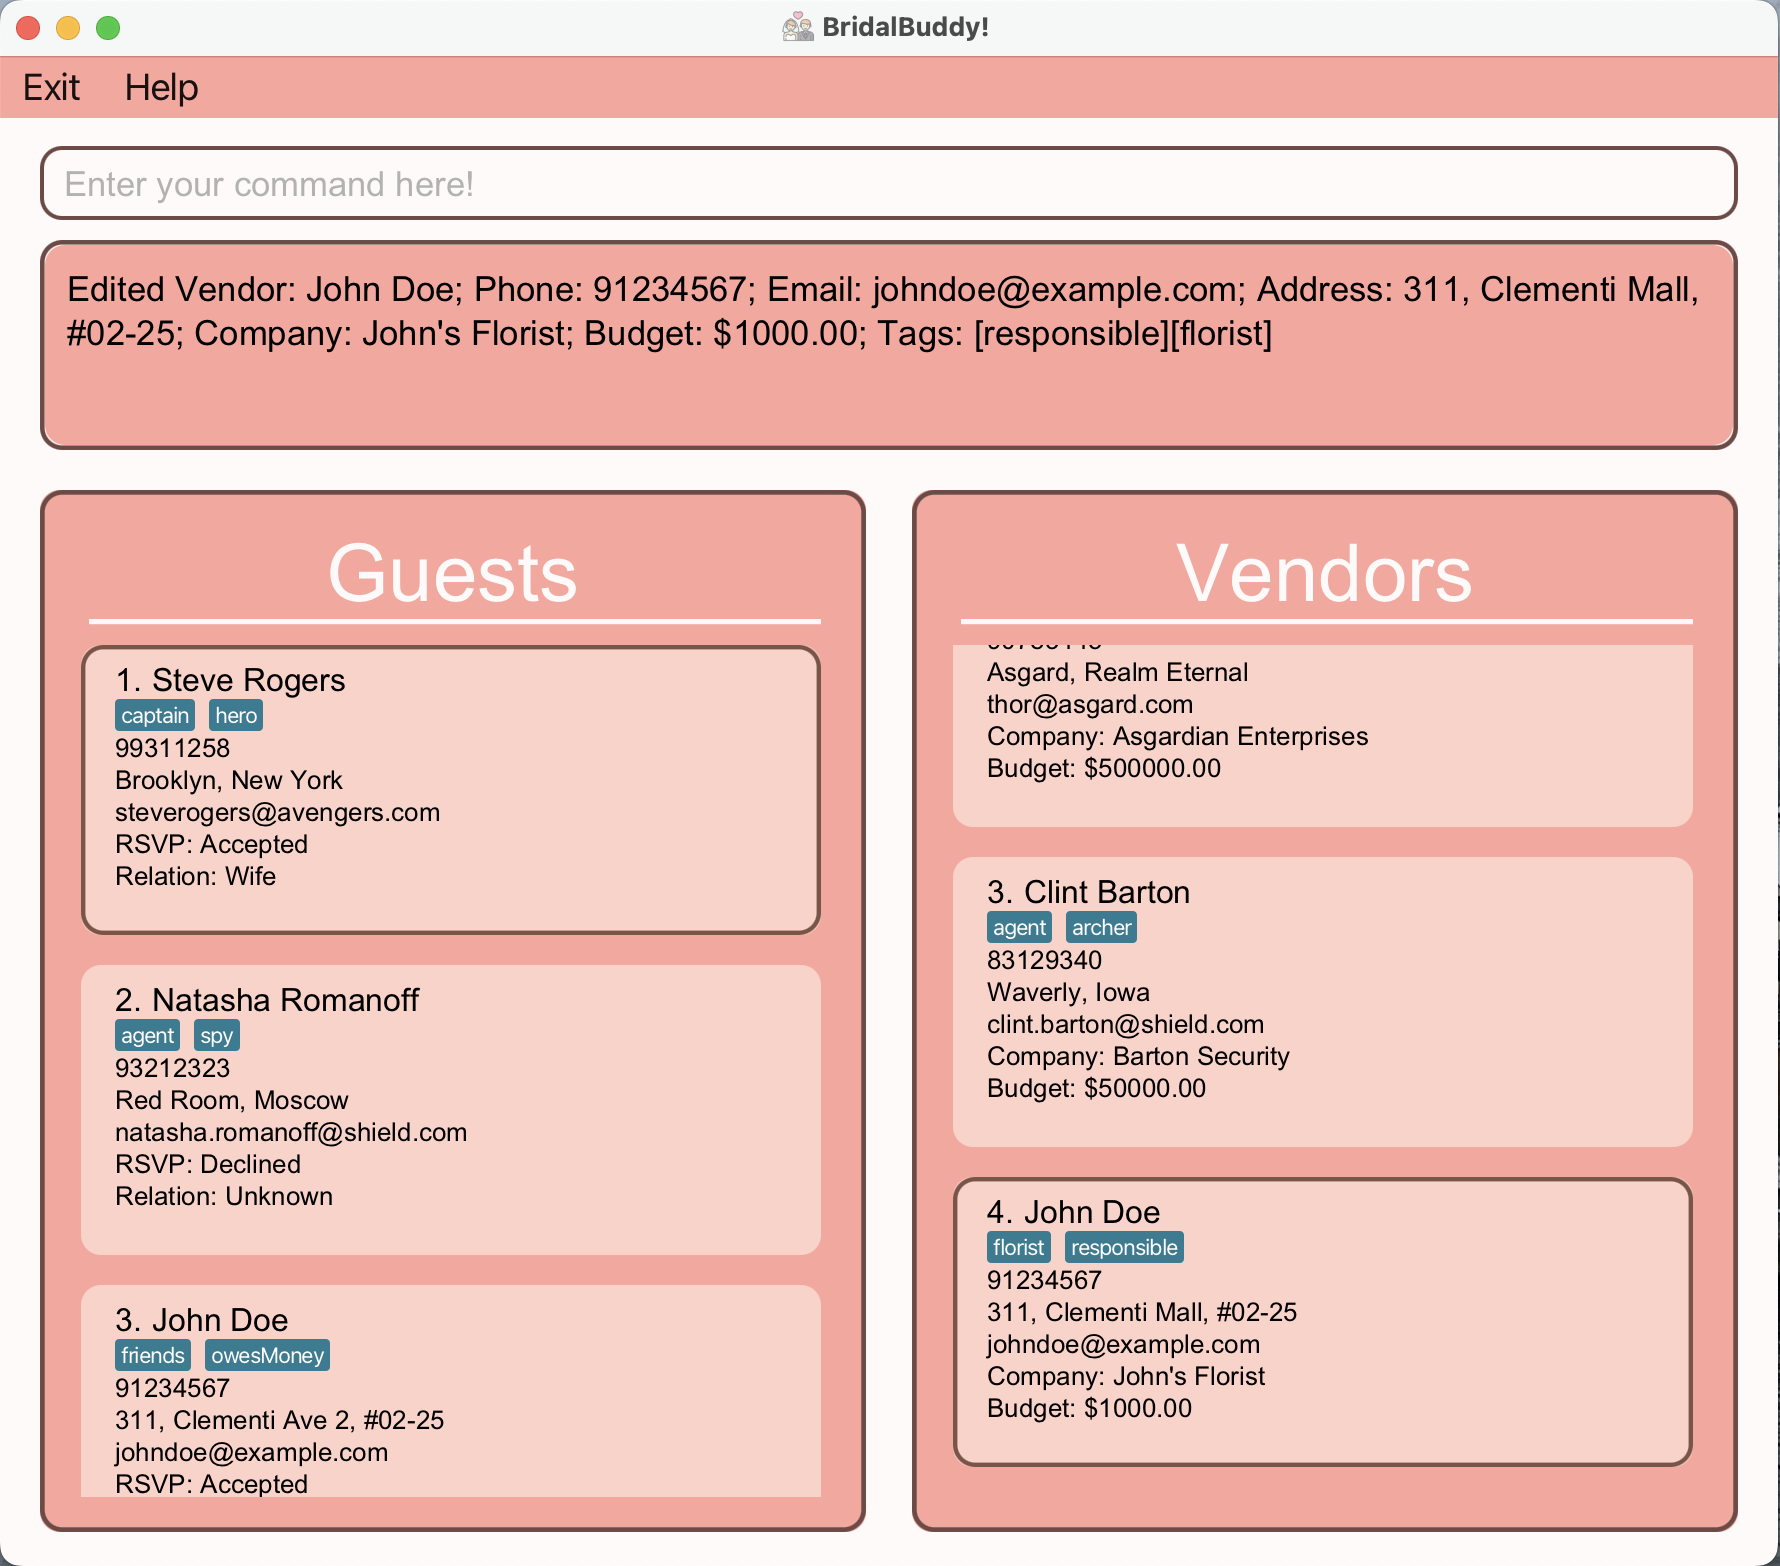 BridalBuddy!
Exit Help
Enter your command here!
Edited Vendor: John Doe; Phone: 91234567; Email: johndoe@example.com; Address: 311, Clementi Mall,
#02-25; Company: John's Florist; Budget: $1000.00; Tags: [responsible][florist]
Guests
1. Steve Rogers
captain hero
99311258
Brooklyn, New York
steverogers@avengers.com
RSVP: Accepted
Relation: Wife
2. Natasha Romanoff
agent spy
93212323
Red Room, Moscow
natasha.romanoff@shield.com
RSVP: Declined
Relation: Unknown
3. John Doe
friends owesMoney
91234567
311, Clementi Ave 2, #02-25
johndoe@example.com
RSVP: Accepted
Vendors
Asgard, Realm Eternal
thor@asgard.com
Company: Asgardian Enterprises
Budget: $500000.00
3. Clint Barton
agent archer
83129340
Waverly, Iowa
clint.barton@shield.com
Company: Barton Security
Budget: $50000.00
4. John Doe
florist responsible
91234567
311, Clementi Mall, #02-25
johndoe@example.com
Company: John's Florist
Budget: $1000.00